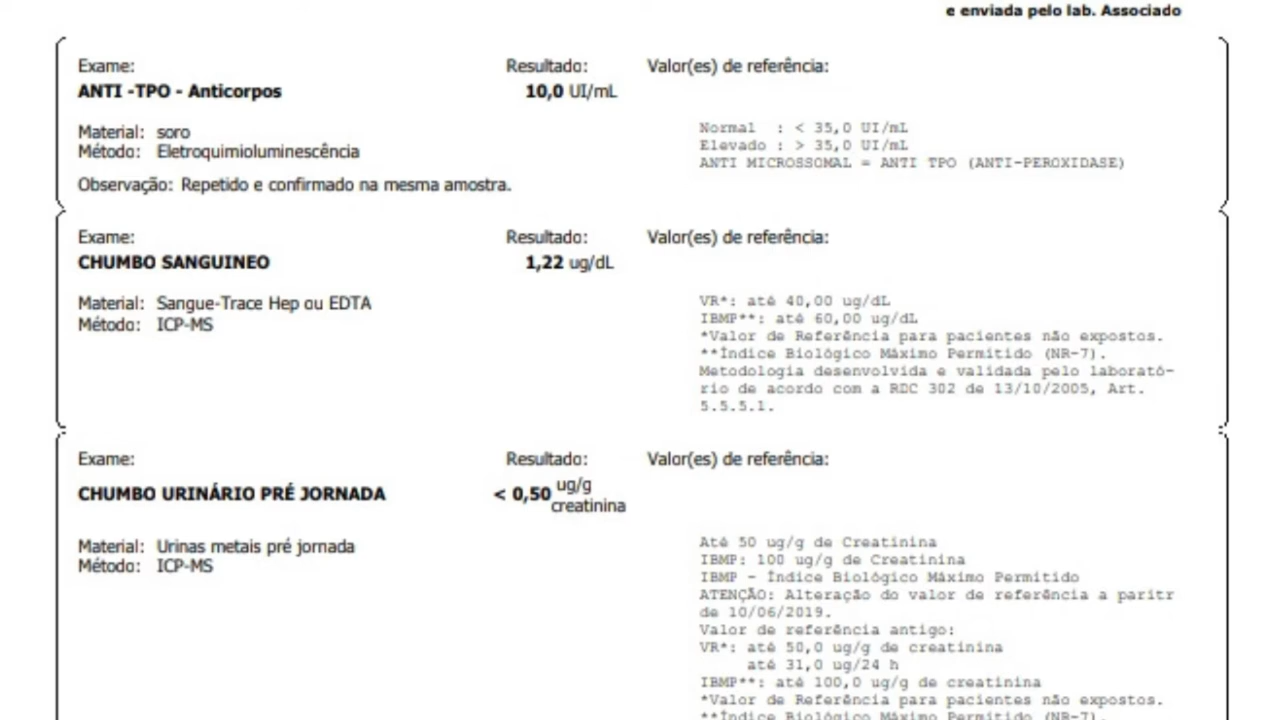 e enviada pelo lab. Associado
Exame: Resultado: Valor(es) de referência:
ANTI -TPO - Anticorpos 10,0 UI/mL
Material: soro
Método: Eletroquimioluminescência
Observação: Repetido e confirmado na mesma amostra.
Normal : < 35,0 UI/mL
Elevado : > 35,0 UI/mL
ANTI MICROSSOMAL = ANTI TPO (ANTI-PEROXIDASE)
Exame: Resultado: Valor(es) de referência:
CHUMBO SANGUINEO 1,22 ug/dL
Material: Sangue-Trace Hep ou EDTA
Método: ICP-MS
VR*: até 40,00 ug/dL
IBMP**: até 60,00 ug/dL
*Valor de Referência para pacientes não expostos.
**Índice Biológico Máximo Permitido (NR-7).
Metodologia desenvolvida e validada pelo laborató-
rio de acordo com a RDC 302 de 13/10/2005, Art.
5.5.5.1.
Exame: Resultado: Valor(es) de referência:
CHUMBO URINÁRIO PRÉ JORNADA < 0,50 ug/g
creatinina
Material: Urinas metais pré jornada
Método: ICP-MS
Até 50 ug/g de Creatinina
IBMP: 100 ug/g de Creatinina
IBMP - Índice Biológico Máximo Permitido
ATENÇÃO: Alteração do valor de referência a paritr
de 10/06/2019.
Valor de referência antigo:
VR*: até 50,0 ug/g de creatinina
até 31,0 ug/24 h
IBMP**: até 100,0 ug/g de creatinina
*Valor de Referência para pacientes não expostos.
**Índice Biológico Máximo Permitido (NR-7).